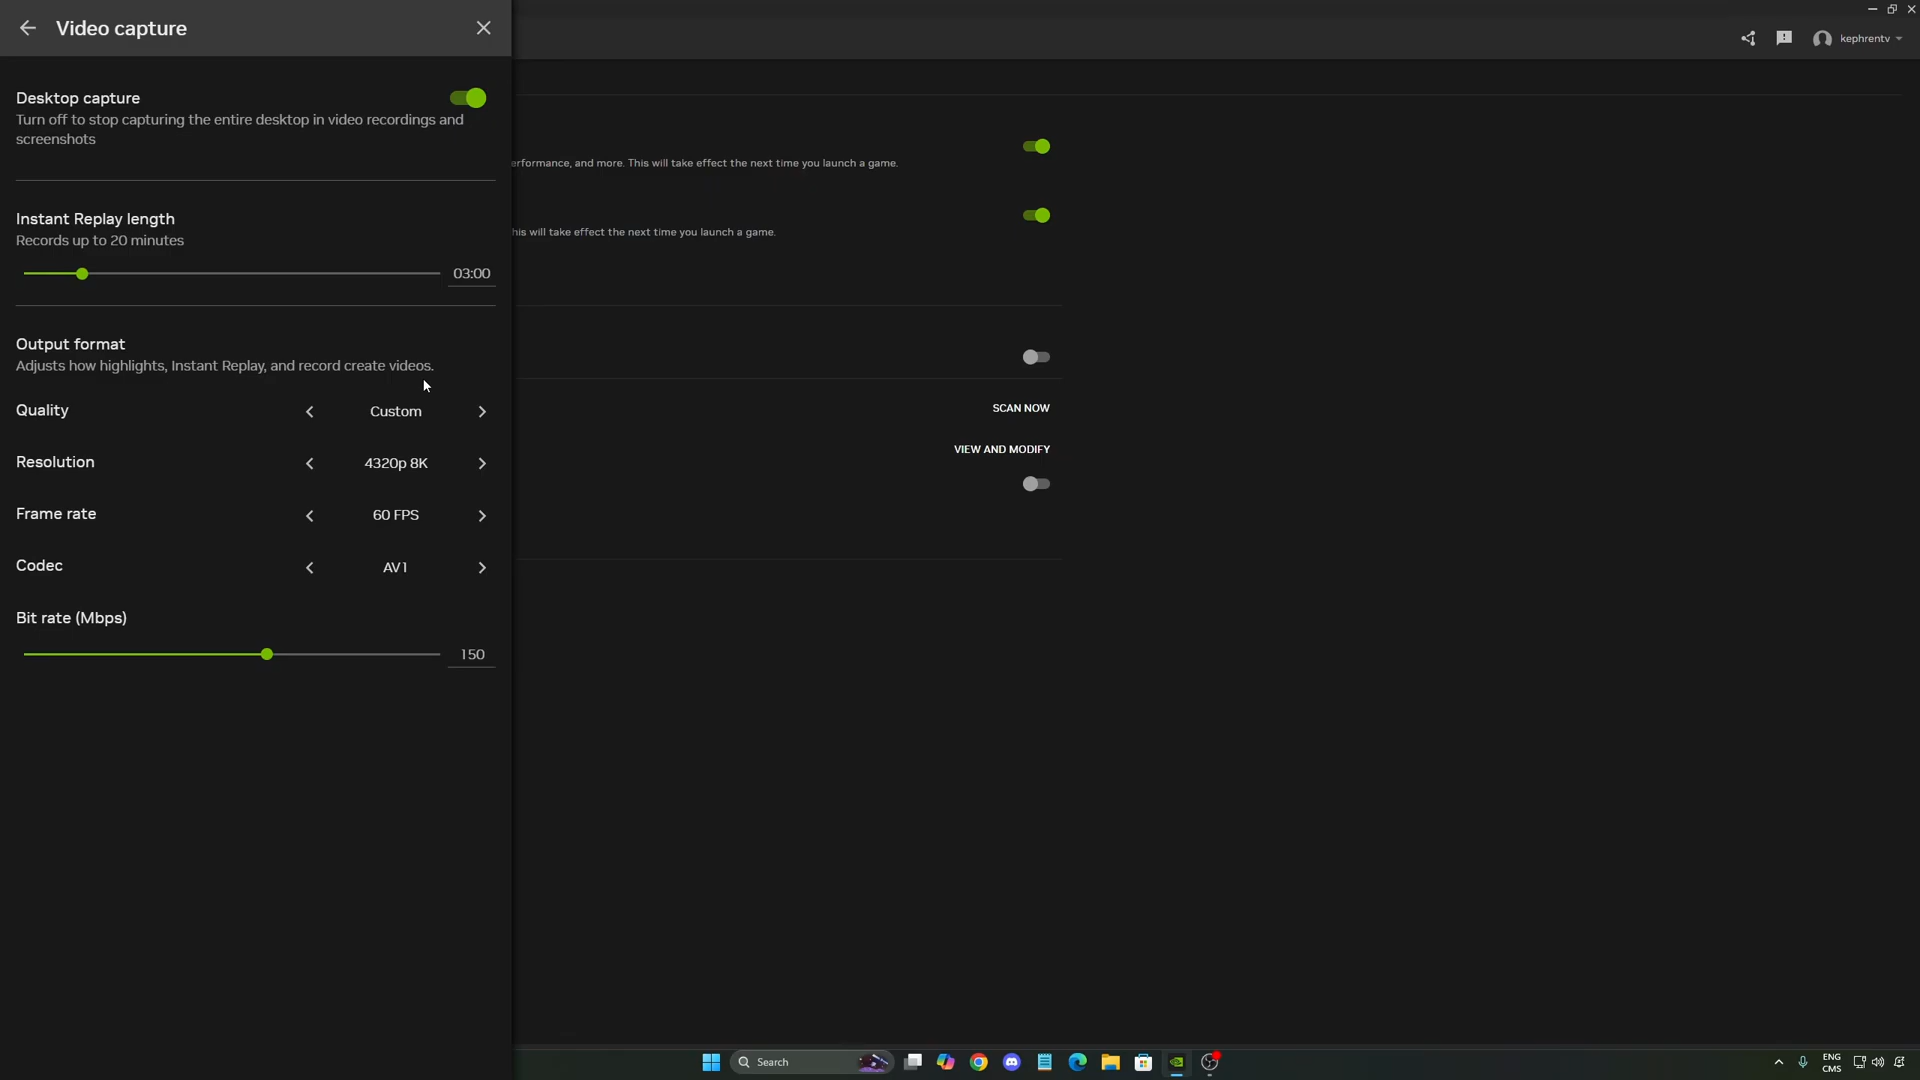 Video capture
kephrentv
Desktop capture
Turn off to stop capturing the entire desktop in video recordings and
screenshots
erformance, and more. This will take effect the next time you launch a game.
Instant Replay length
Records up to 20 minutes
his will take effect the next time you launch a game.
03:00
Output format
Adjusts how highlights, Instant Replay, and record create videos.
Quality
Custom
SCAN NOW
VIEW AND MODIFY
Resolution
4320p 8K
Frame rate
60 FPS
Codec
AV1
Bit rate (Mbps)
150
Search
ENG
CMS